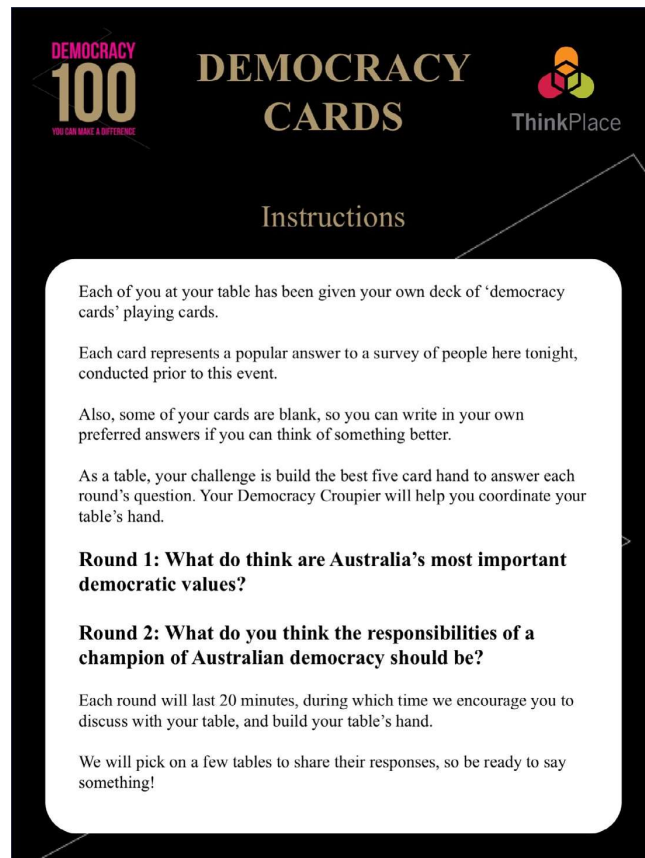 DEMOCRACY
100
YOU CAN MAKE A DIFFERENCE
DEMOCRACY
CARDS
ThinkPlace
Instructions
Each of you at your table has been given your own deck of ‘democracy
cards’ playing cards.
Each card represents a popular answer to a survey of people here tonight,
conducted prior to this event.
Also, some of your cards are blank, so you can write in your own
preferred answers if you can think of something better.
As a table, your challenge is build the best five card hand to answer each
round’s question. Your Democracy Croupier will help you coordinate your
table’s hand.
Round 1: What do think are Australia’s most important
democratic values?
Round 2: What do you think the responsibilities of a
champion of Australian democracy should be?
Each round will last 20 minutes, during which time we encourage you to
discuss with your table, and build your table’s hand.
We will pick on a few tables to share their responses, so be ready to say
something!